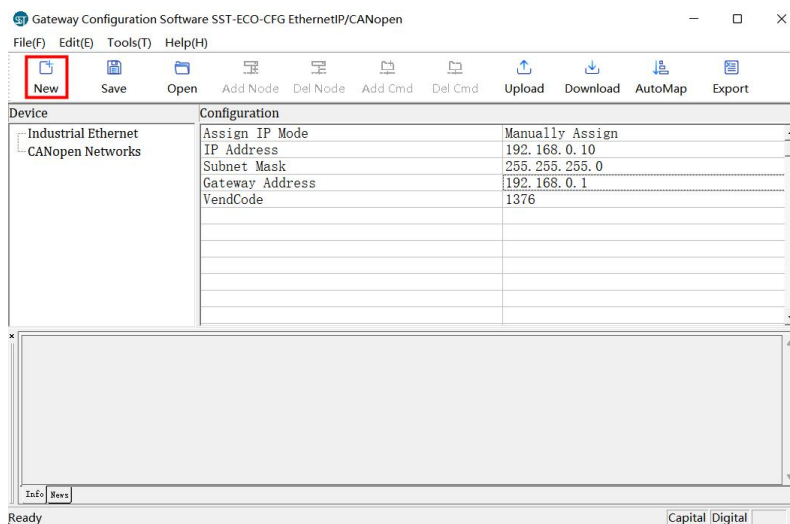 SST Gateway Configuration Software SST-ECO-CFG EthernetIP/CANopen
File(F) Edit(E) Tools(T) Help(H)
New Save Open Add Node Del Node Add Cmd Del Cmd Upload Download AutoMap Export
Device Configuration
Industrial Ethernet
CANopen Networks
Assign IP Mode Manually Assign
IP Address 192.168.0.10
Subnet Mask 255.255.255.0
Gateway Address 192.168.0.1
VendCode 1376
Info News
Ready Capital Digital